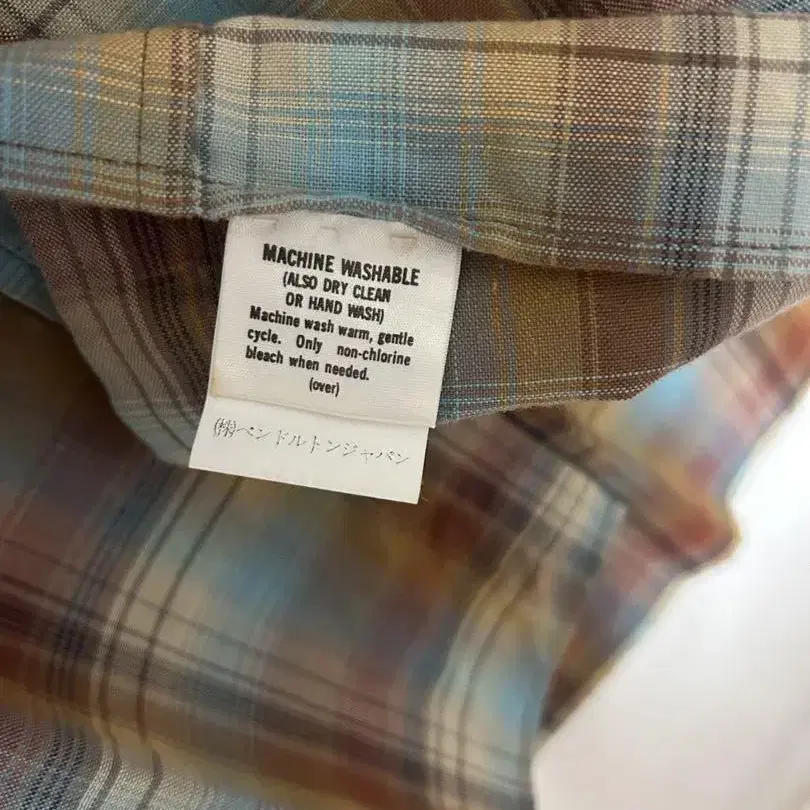 MACHINE WASHABLE
(ALSO DRY CLEAN
OR HAND WASH)
Machine wash warm, gentle
cycle. Only non-chlorine
bleach when needed.
(over)
(株)ペンドルトンジャパン